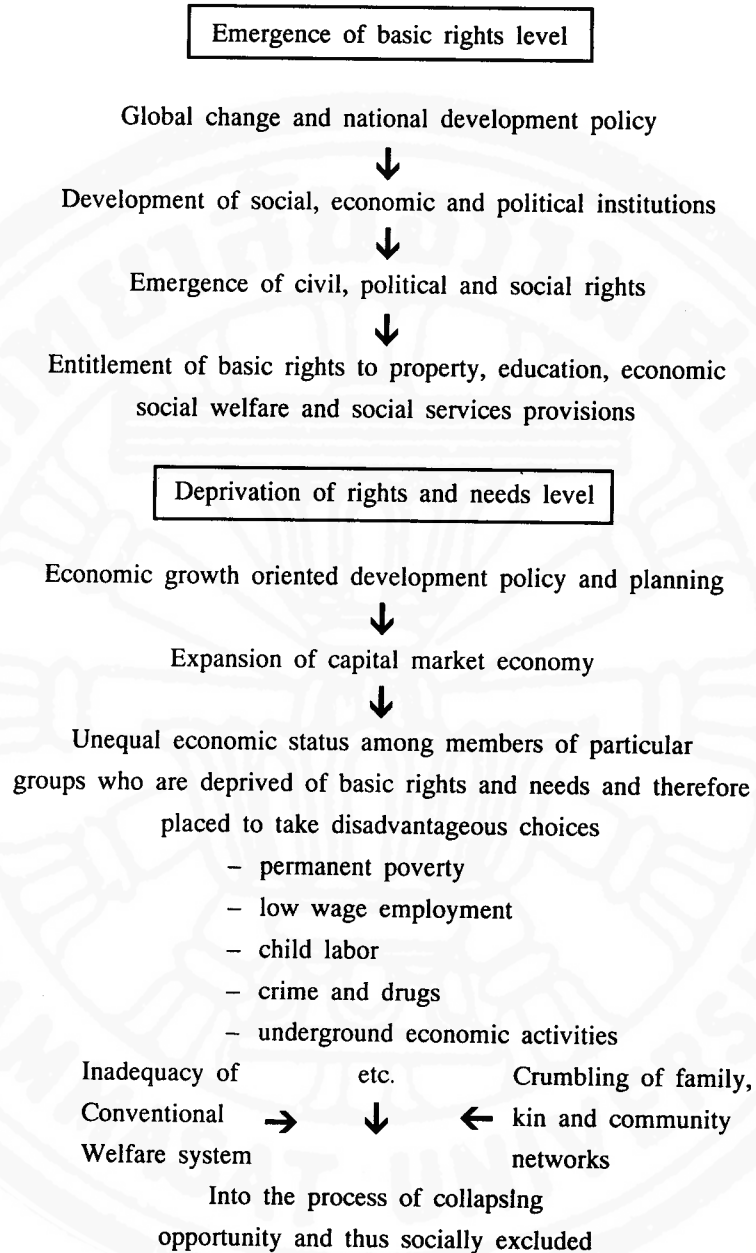 Emergence of basic rights level
Global change and national development policy
↓
Development of social, economic and political institutions
↓
Emergence of civil, political and social rights
↓
Entitlement of basic rights to property, education, economic
social welfare and social services provisions
Deprivation of rights and needs level
Economic growth oriented development policy and planning
↓
Expansion of capital market economy
↓
Unequal economic status among members of particular
groups who are deprived of basic rights and needs and therefore
placed to take disadvantageous choices
– permanent poverty
– low wage employment
– child labor
– crime and drugs
– underground economic activities
etc.
Inadequacy of
Conventional
Welfare system
→ ↓ ←
Crumbling of family,
kin and community
networks
Into the process of collapsing
opportunity and thus socially excluded